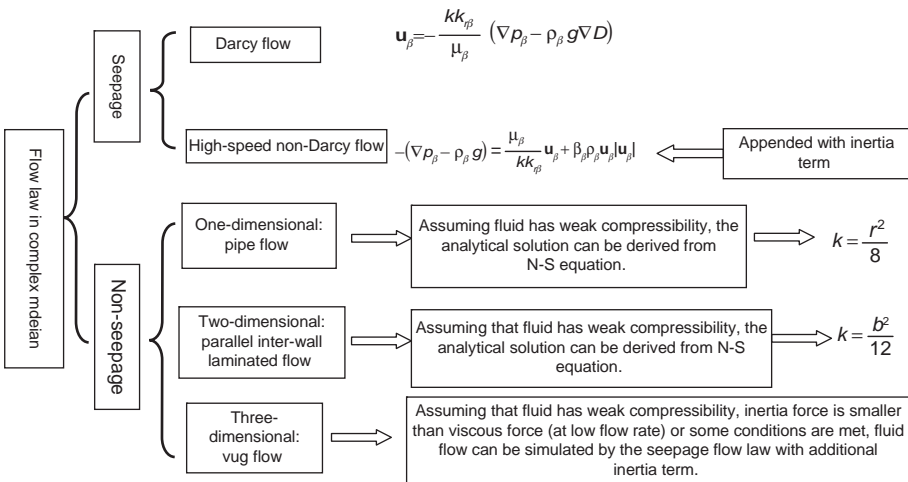 Flow law in complex mdeian
Seepage
Darcy flow
u_β=−kk_rβ/μ_β (∇p_β − ρ_β g∇D)
High-speed non-Darcy flow
−(∇p_β − ρ_β g) = μ_β/kk_rβ u_β + β_β ρ_β u_β|u_β|
Appended with inertia
term
Non-seepage
One-dimensional:
pipe flow
Assuming fluid has weak compressibility, the
analytical solution can be derived from
N-S equation.
k = r²/8
Two-dimensional:
parallel inter-wall
laminated flow
Assuming that fluid has weak compressibility, the
analytical solution can be derived from N-S
equation.
k = b²/12
Three-
dimensional:
vug flow
Assuming that fluid has weak compressibility, inertia force is smaller
than viscous force (at low flow rate) or some conditions are met, fluid
flow can be simulated by the seepage flow law with additional
inertia term.